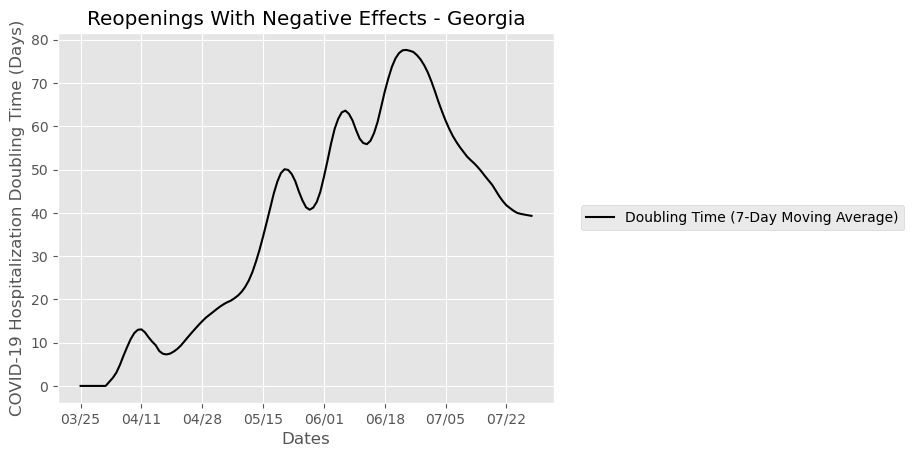 Reopenings With Negative Effects - Georgia
COVID-19 Hospitalization Doubling Time (Days)
80
70
60
50
40
30
20
10
0
03/25 04/11 04/28 05/15 06/01 06/18 07/05 07/22
Dates
Doubling Time (7-Day Moving Average)